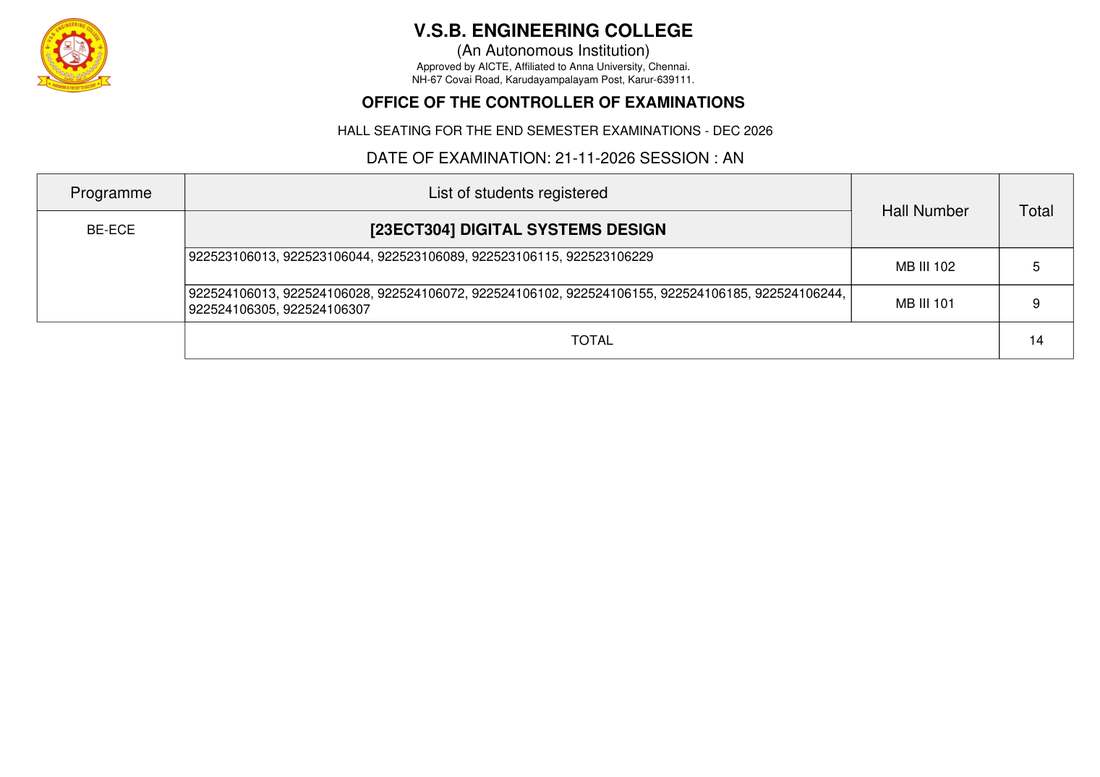 V.S.B. ENGINEERING COLLEGE
(An Autonomous Institution)
Approved by AICTE, Affiliated to Anna University, Chennai.
NH-67 Covai Road, Karudayampalayam Post, Karur-639111.
OFFICE OF THE CONTROLLER OF EXAMINATIONS
HALL SEATING FOR THE END SEMESTER EXAMINATIONS - DEC 2026
DATE OF EXAMINATION: 21-11-2026 SESSION : AN
Programme
List of students registered
Hall Number
Total
BE-ECE
[23ECT304] DIGITAL SYSTEMS DESIGN
922523106013, 922523106044, 922523106089, 922523106115, 922523106229
MB III 102
5
922524106013, 922524106028, 922524106072, 922524106102, 922524106155, 922524106185, 922524106244,
922524106305, 922524106307
MB III 101
9
TOTAL
14